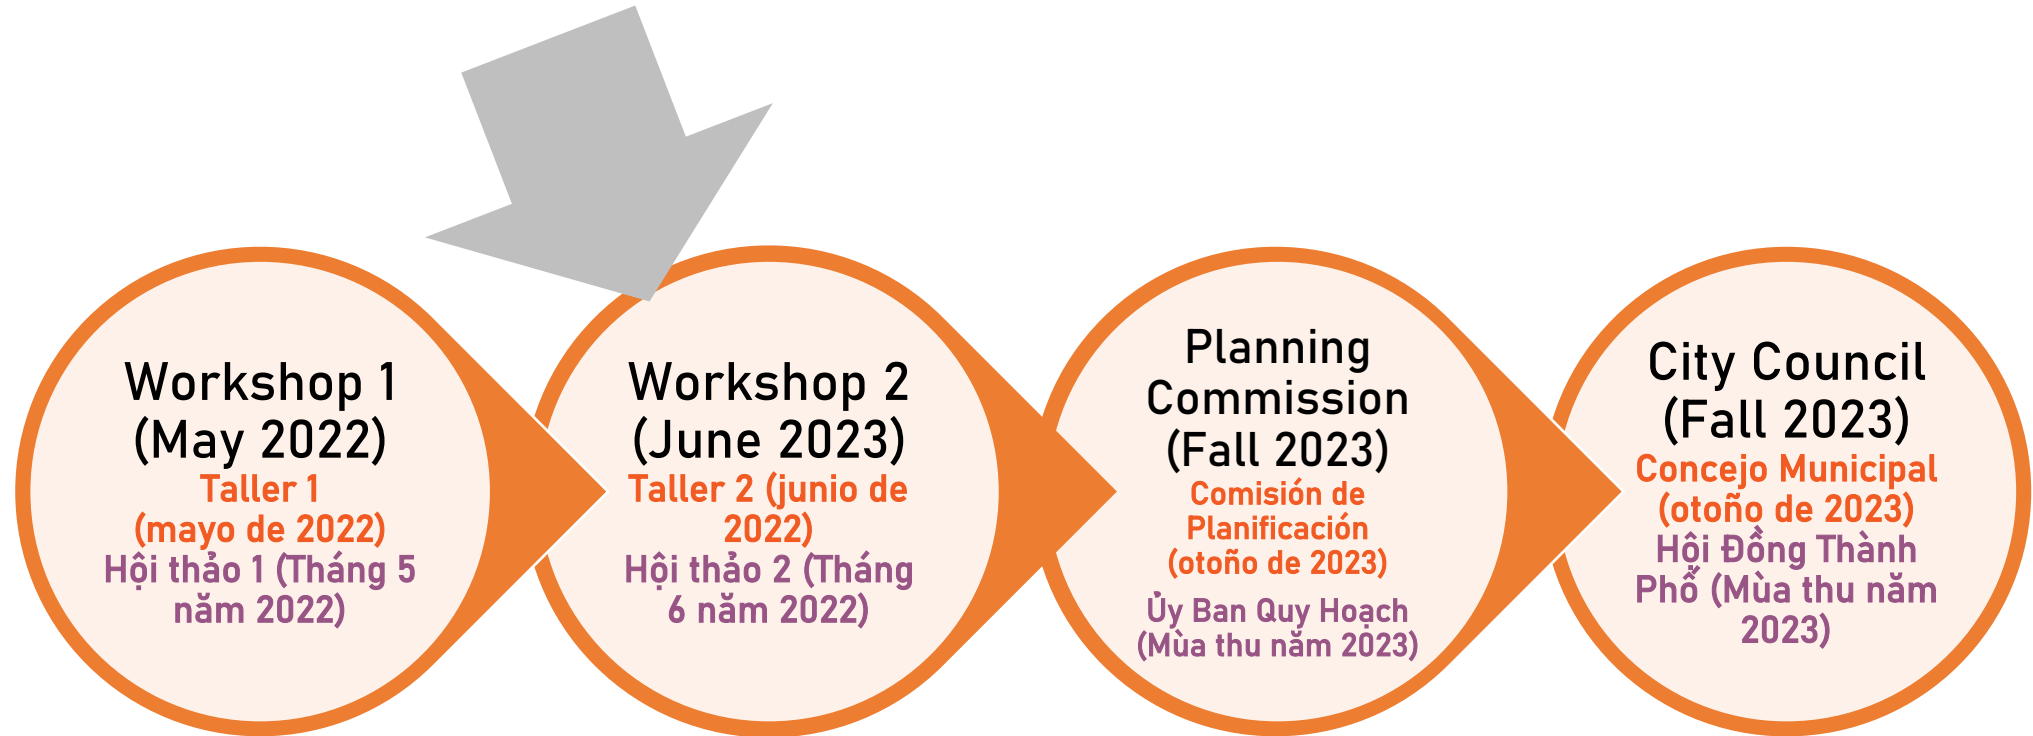 Workshop 1
(May 2022)
Taller 1
(mayo de 2022)
Hội thảo 1 (Tháng 5
năm 2022)
Workshop 2
(June 2023)
Taller 2 (junio de
2022)
Hội thảo 2 (Tháng
6 năm 2022)
Planning
Commission
(Fall 2023)
Comisión de
Planificación
(otoño de 2023)
Ủy Ban Quy Hoạch
(Mùa thu năm 2023)
City Council
(Fall 2023)
Concejo Municipal
(otoño de 2023)
Hội Đồng Thành
Phố (Mùa thu năm
2023)